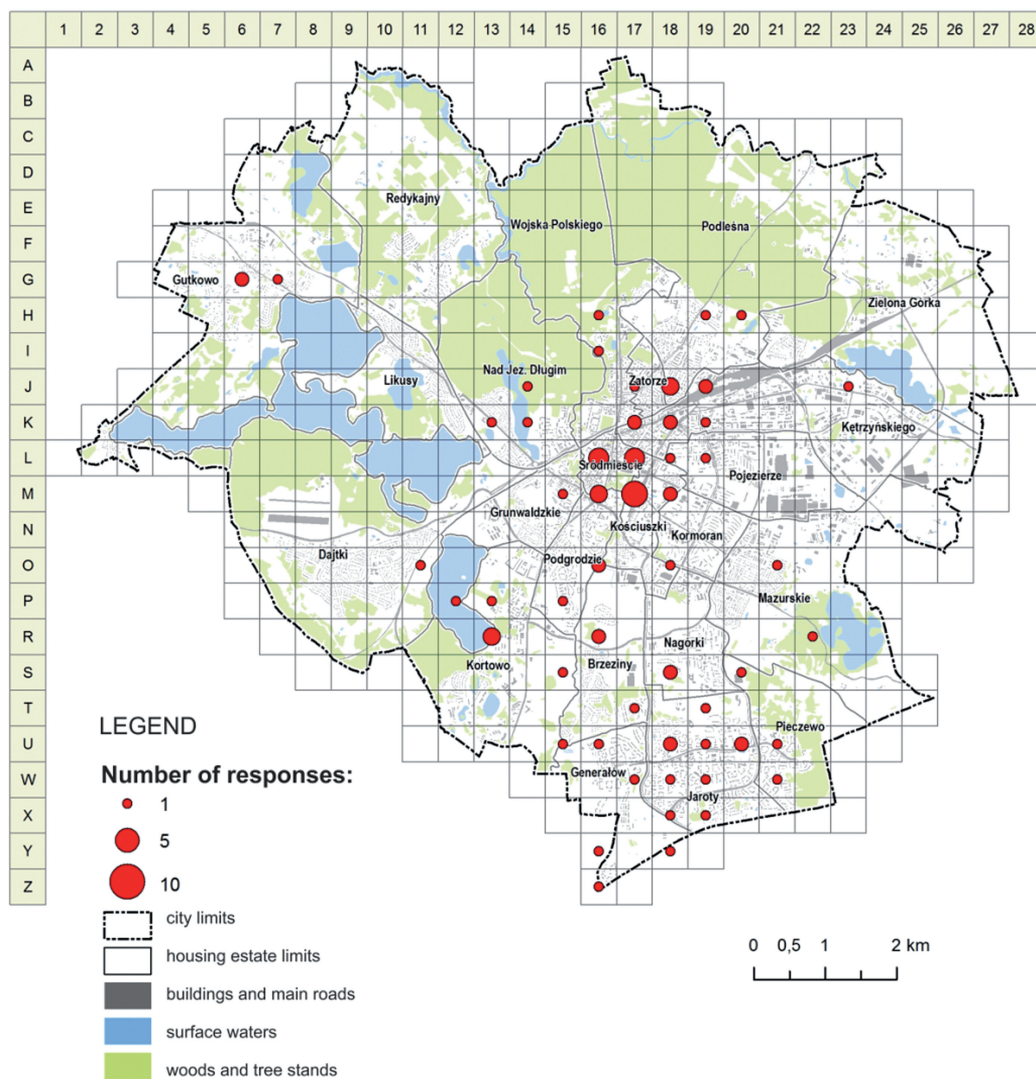 1 2 3 4 5 6 7 8 9 10 11 12 13 14 15 16 17 18 19 20 21 22 23 24 25 26 27 28
A
B
C
D
E
Redykajny
Wojska Polskiego
Podleśna
F
G
Gutkowo
Zielona Górka
H
I
Nad Jeż. Długim
Likusy
Zatorze
J
K
Kętrzyńskiego
L
Śródmieście
Pojezierze
M
Grunwaldzkie
Kościuszki
N
Kormoran
Dajtki
Podgrodzie
O
Mazurskie
P
R
Nagórki
Kortowo
Brzeziny
S
T
Pieczewo
U
Generałów
W
Jaroty
X
Y
Z
LEGEND
Number of responses:
1
5
10
city limits
housing estate limits
buildings and main roads
surface waters
woods and tree stands
0 0,5 1 2 km